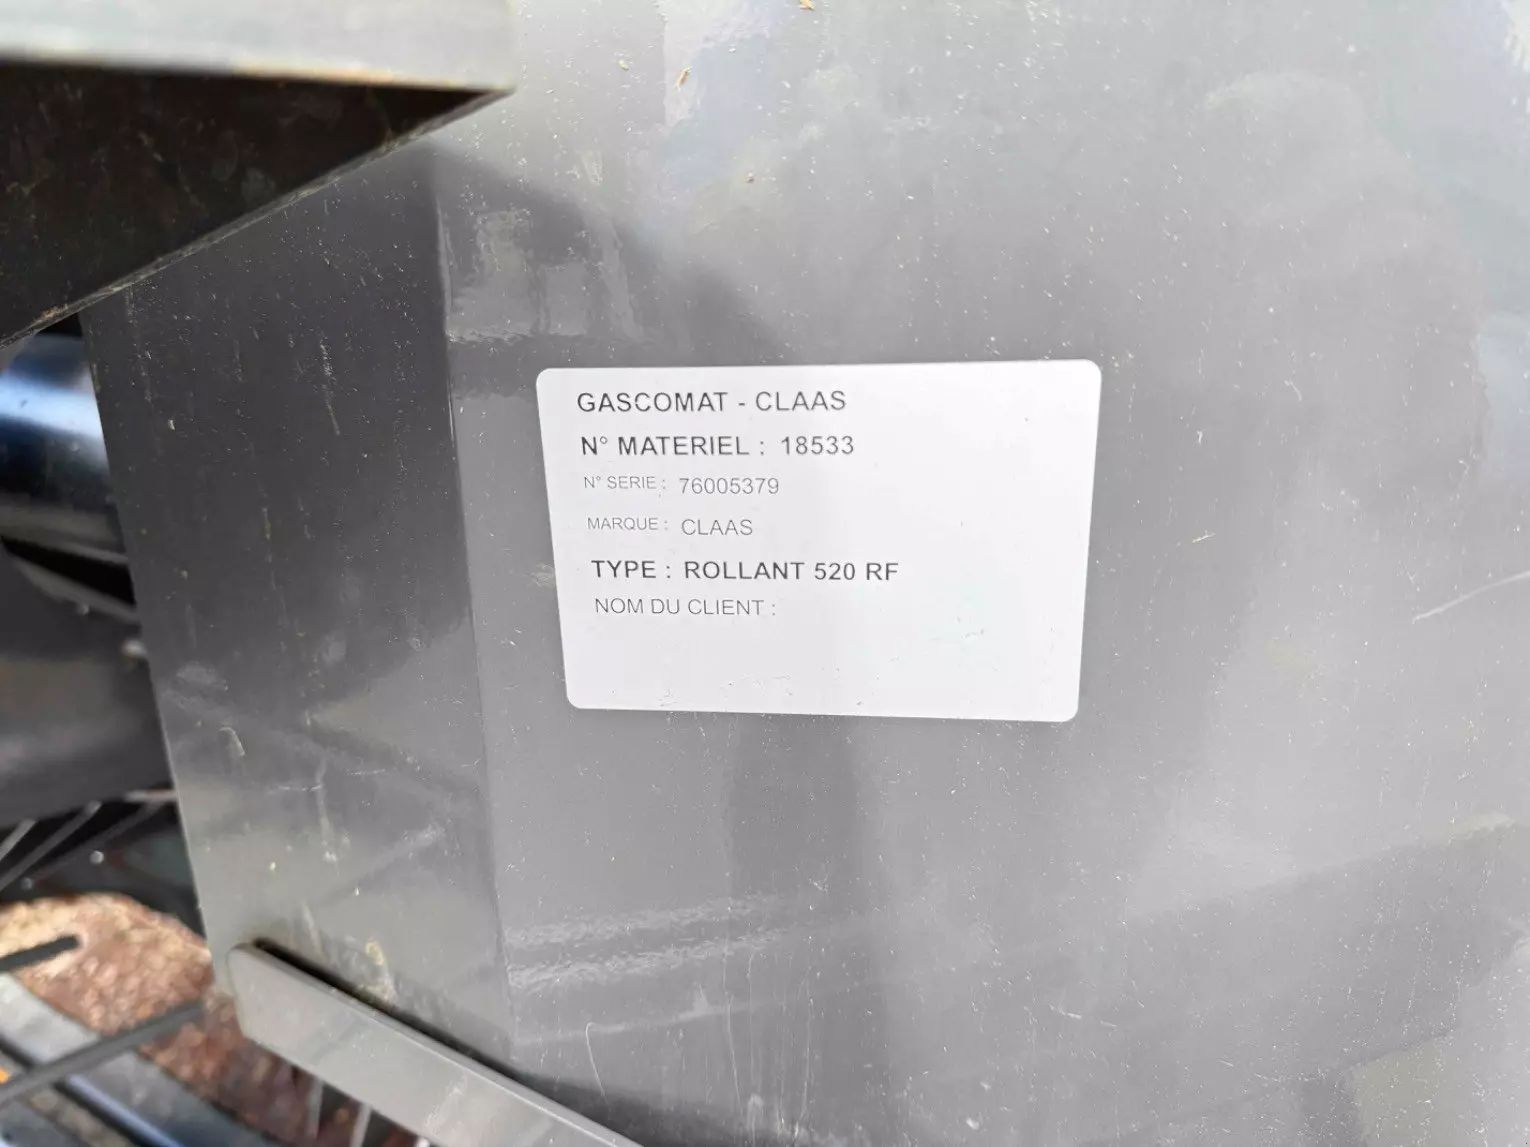 GASCOMAT - CLAAS
N° MATERIEL : 18533
N° SERIE : 76005379
MARQUE : CLAAS
TYPE : ROLLANT 520 RF
NOM DU CLIENT :